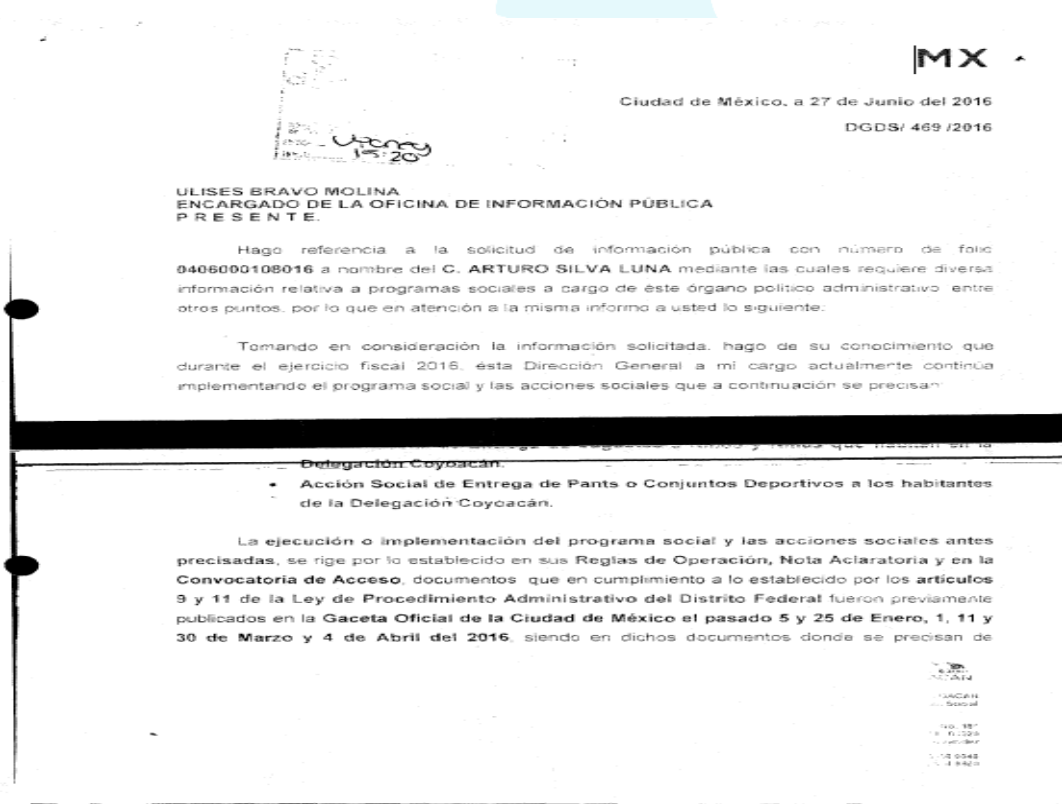 MX
Ciudad de México, a 27 de Junio del 2016
DGDS/ 469 /2016
15:20
ULISES BRAVO MOLINA
ENCARGADO DE LA OFICINA DE INFORMACIÓN PÚBLICA
P R E S E N T E.
Hago referencia a la solicitud de información pública con número de folio
0406000108016 a nombre del C. ARTURO SILVA LUNA mediante las cuales requiere diversa
información relativa a programas sociales a cargo de éste órgano político administrativo entre
otros puntos, por lo que en atención a la misma informo a usted lo siguiente:
Tomando en consideración la información solicitada, hago de su conocimiento que
durante el ejercicio fiscal 2016, ésta Dirección General a mi cargo actualmente continúa
implementando el programa social y las acciones sociales que a continuación se precisan
Delegación Coyoacán.
• Acción Social de Entrega de Pants o Conjuntos Deportivos a los habitantes
de la Delegación Coyoacán.
La ejecución o implementación del programa social y las acciones sociales antes
precisadas, se rige por lo establecido en sus Reglas de Operación, Nota Aclaratoria y en la
Convocatoria de Acceso, documentos que en cumplimiento a lo establecido por los artículos
9 y 11 de la Ley de Procedimiento Administrativo del Distrito Federal fueron previamente
publicados en la Gaceta Oficial de la Ciudad de México el pasado 5 y 25 de Enero, 1, 11 y
30 de Marzo y 4 de Abril del 2016, siendo en dichos documentos donde se precisan de
Social